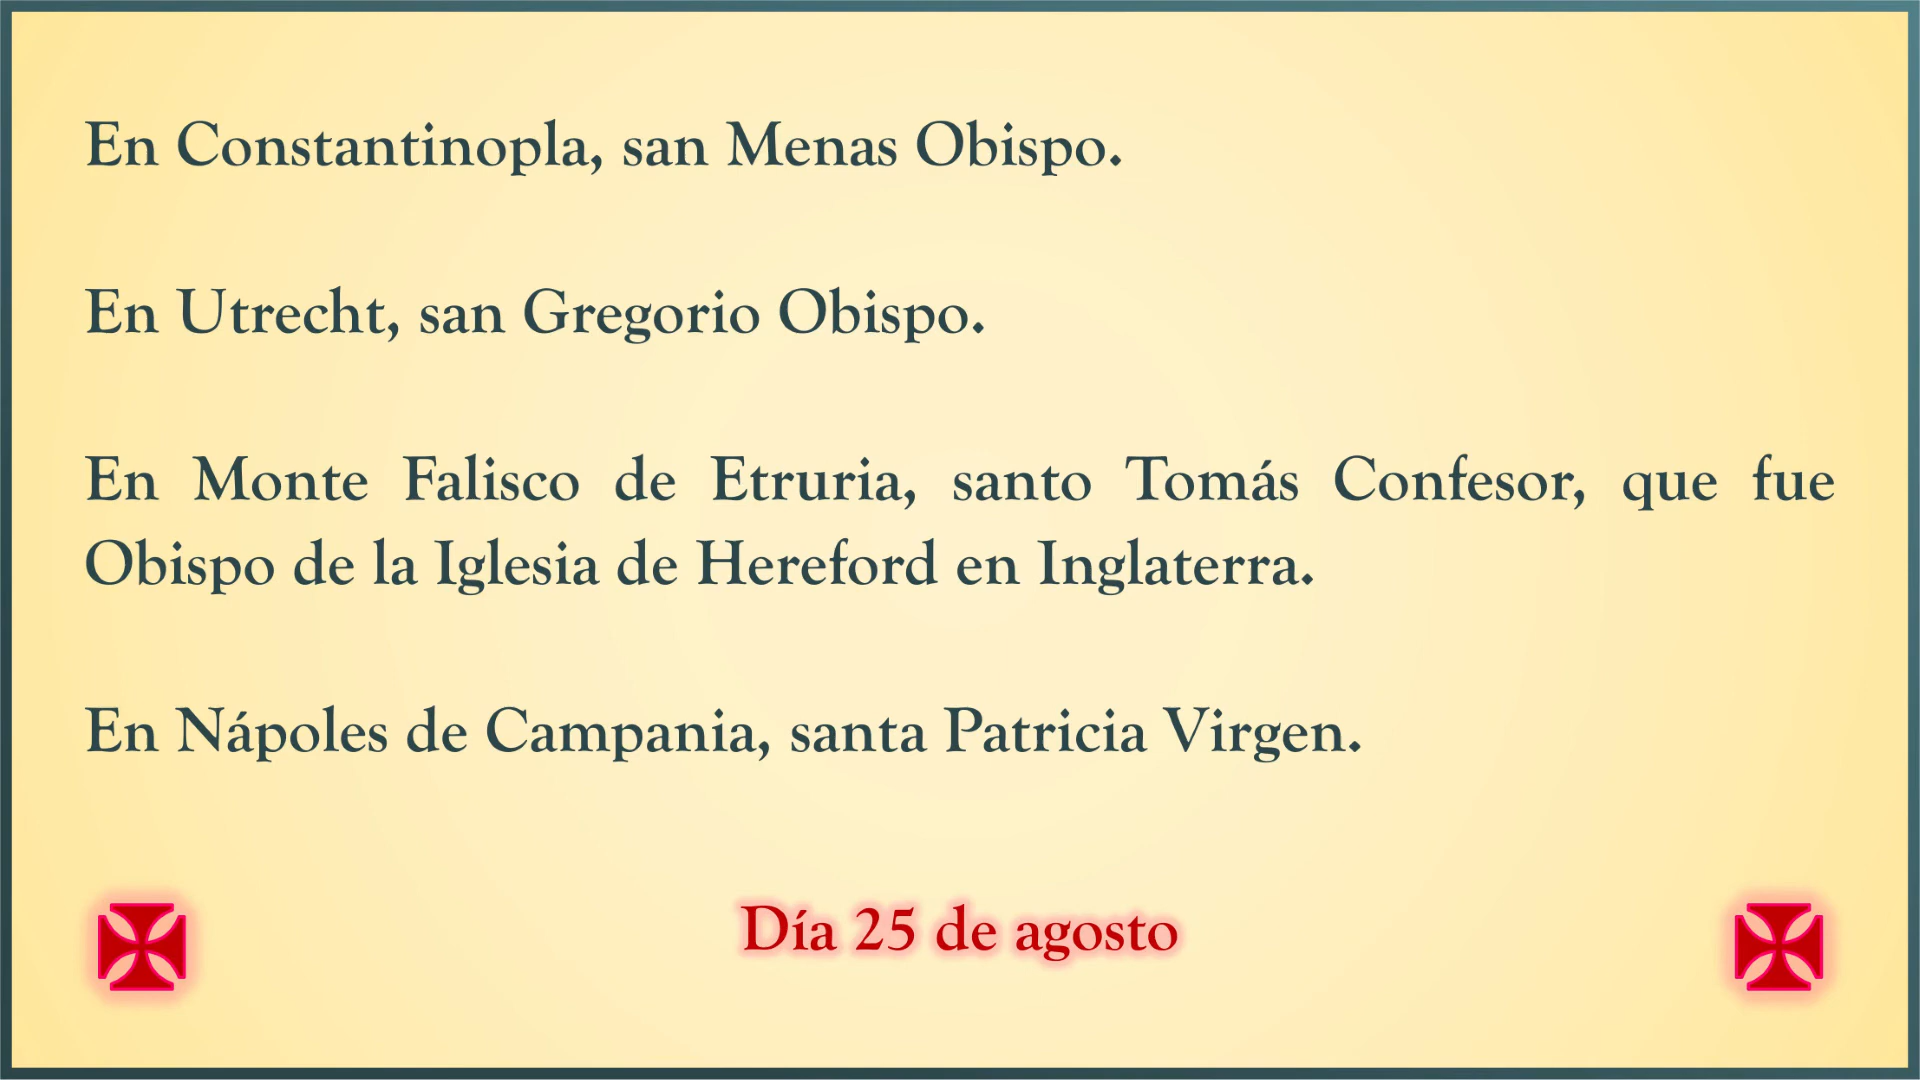 En Constantinopla, san Menas Obispo.
En Utrecht, san Gregorio Obispo.
En Monte Falisco de Etruria, santo Tomás Confesor, que fue
Obispo de la Iglesia de Hereford en Inglaterra.
En Nápoles de Campania, santa Patricia Virgen.
Día 25 de agosto